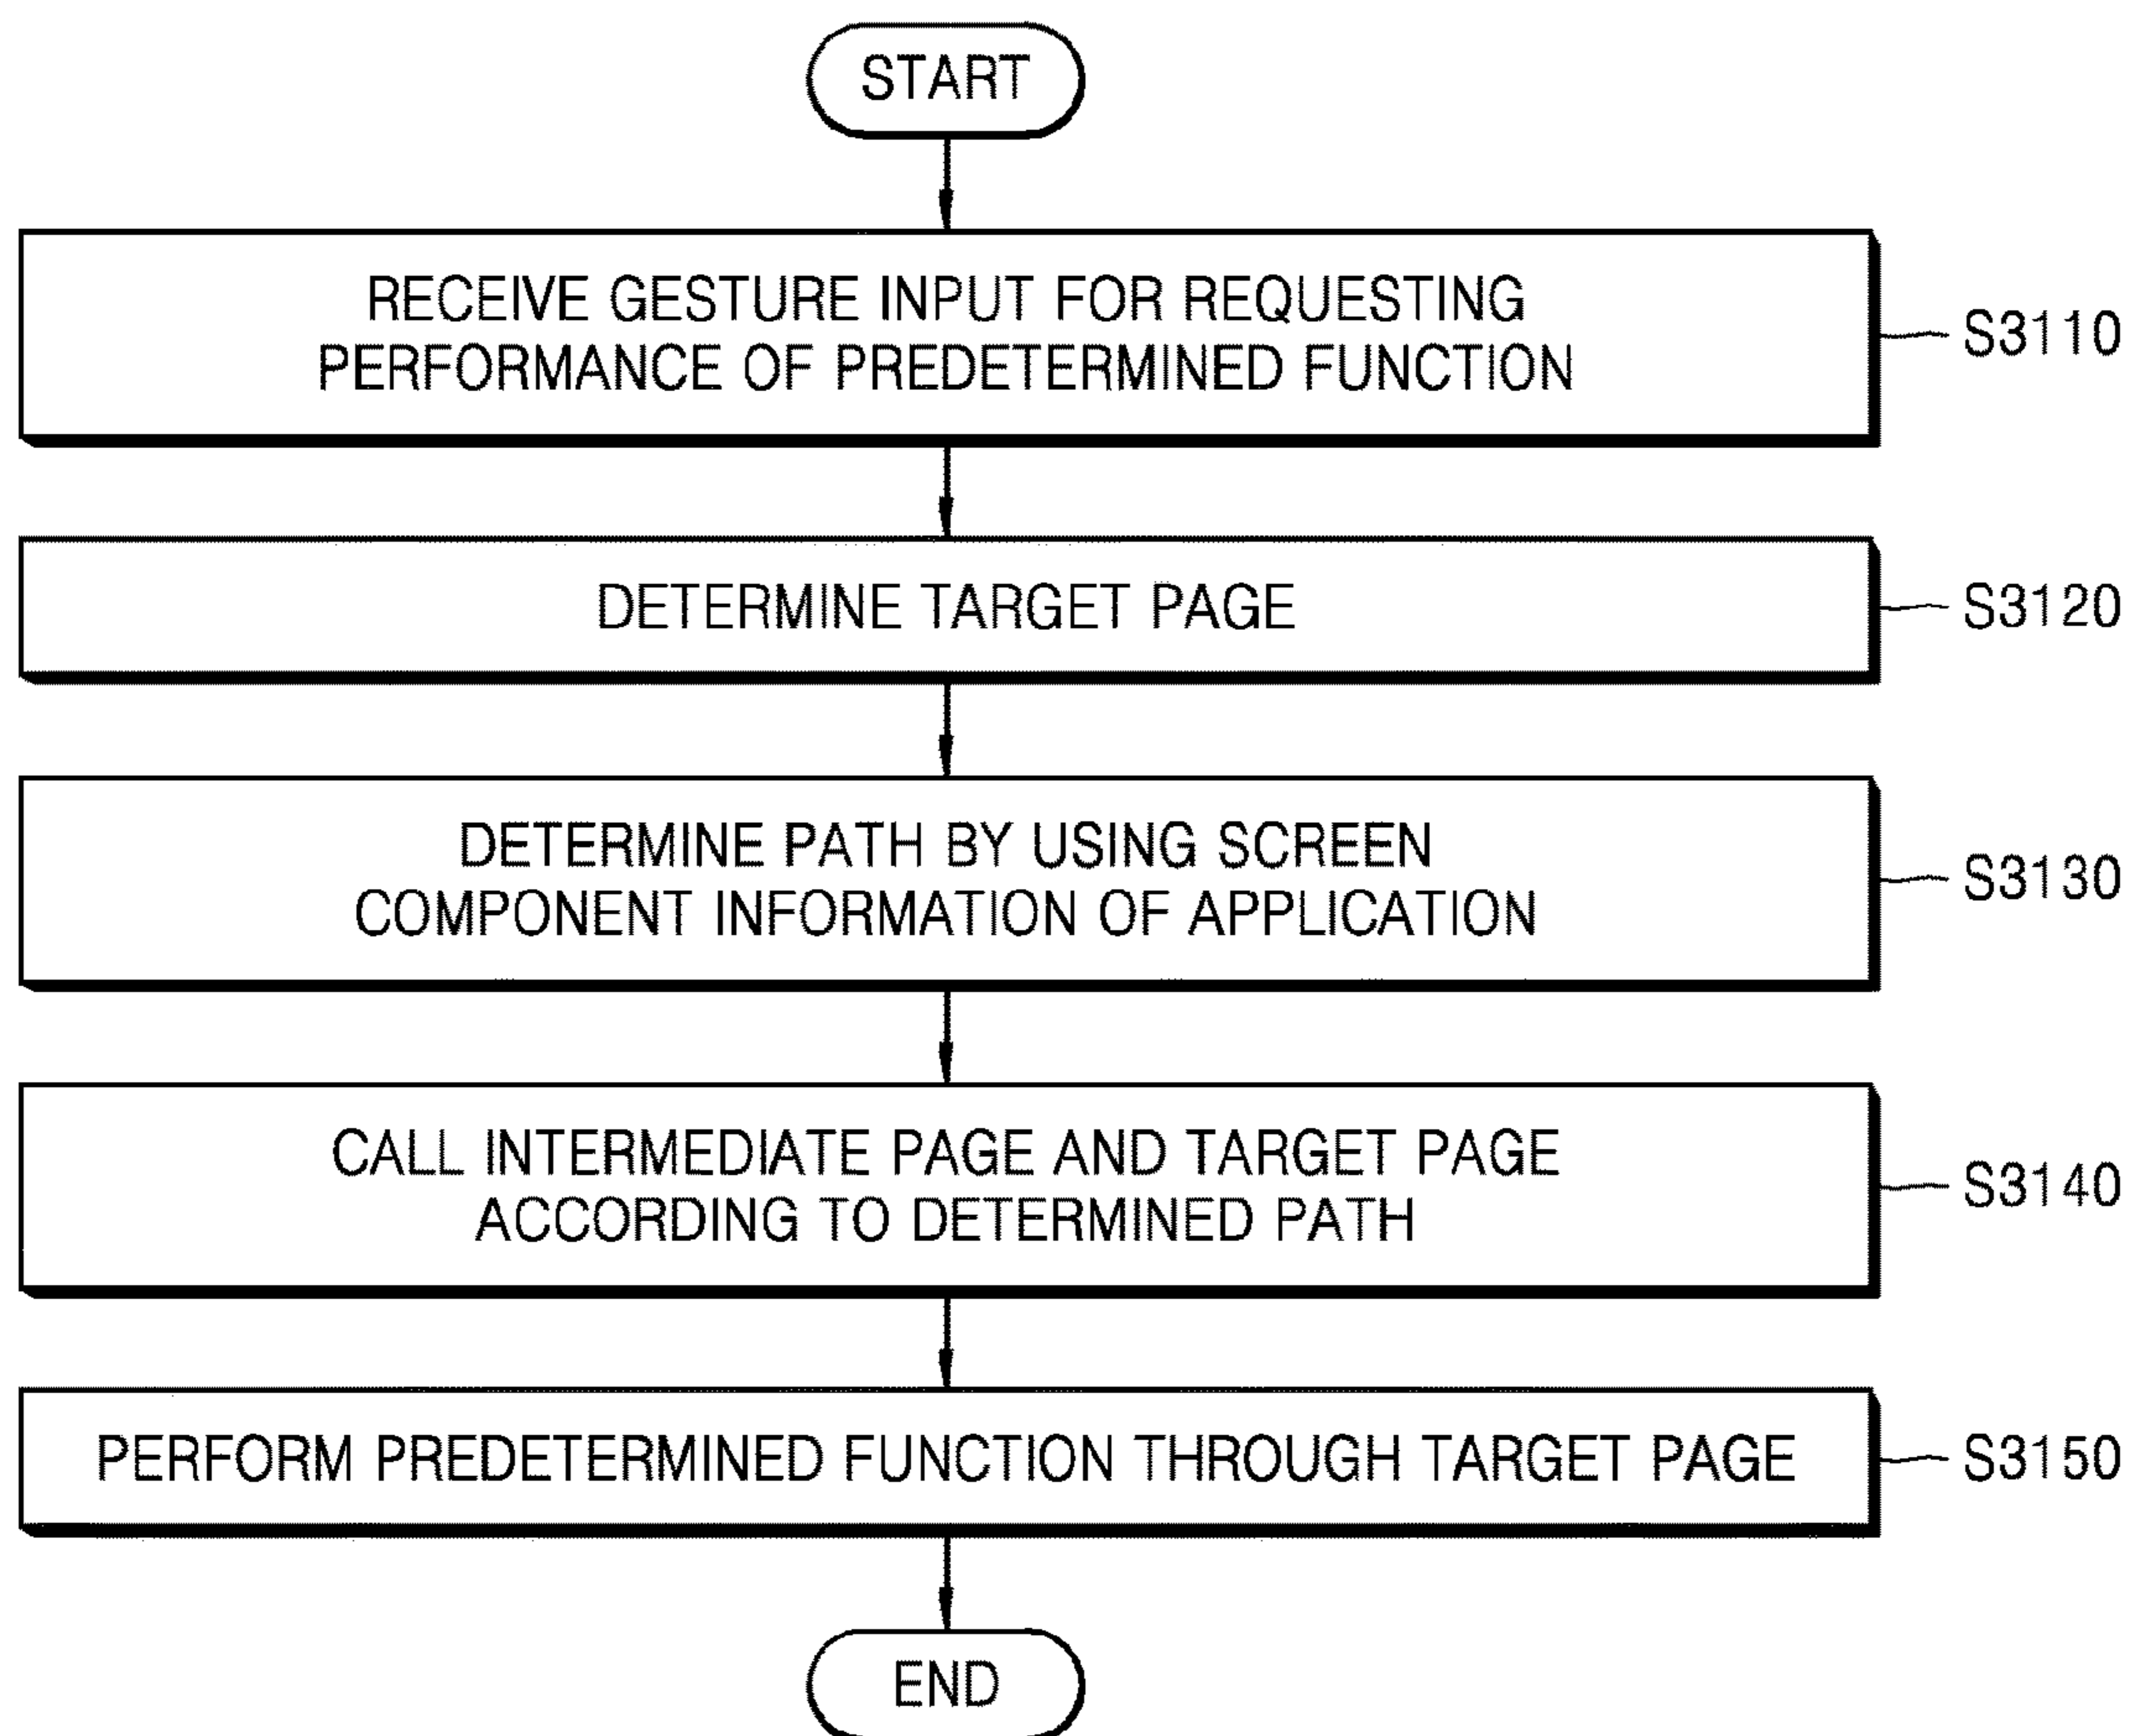 START
RECEIVE GESTURE INPUT FOR REQUESTING
PERFORMANCE OF PREDETERMINED FUNCTION
S3110
DETERMINE TARGET PAGE
S3120
DETERMINE PATH BY USING SCREEN
COMPONENT INFORMATION OF APPLICATION
S3130
CALL INTERMEDIATE PAGE AND TARGET PAGE
ACCORDING TO DETERMINED PATH
S3140
PERFORM PREDETERMINED FUNCTION THROUGH TARGET PAGE
S3150
END